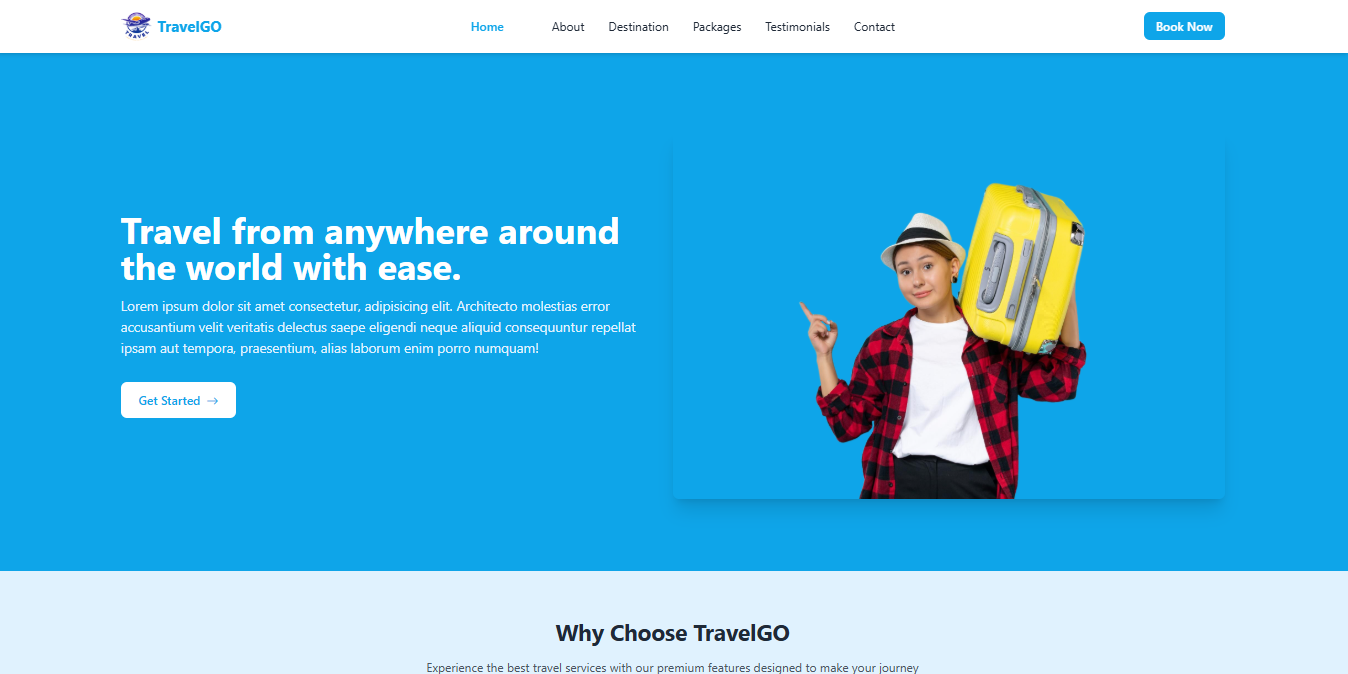 TRAVEL
TravelGO
Home
About
Destination
Packages
Testimonials
Contact
Book Now
Travel from anywhere around
the world with ease.
Lorem ipsum dolor sit amet consectetur, adipisicing elit. Architecto molestias error
accusantium velit veritatis delectus saepe eligendi neque aliquid consequuntur repellat
ipsam aut tempora, praesentium, alias laborum enim porro numquam!
Get Started →
Why Choose TravelGO
Experience the best travel services with our premium features designed to make your journey